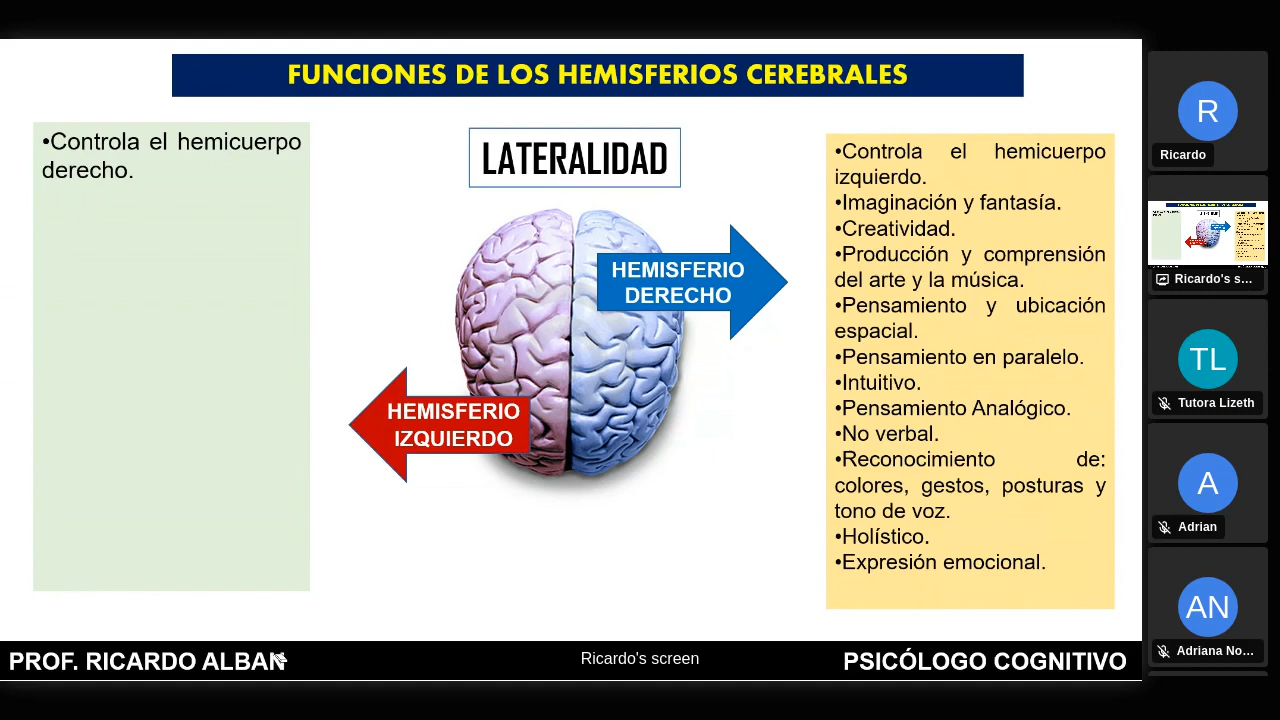 FUNCIONES DE LOS HEMISFERIOS CEREBRALES
•Controla el hemicuerpo
derecho.
LATERALIDAD
HEMISFERIO
DERECHO
HEMISFERIO
IZQUIERDO
•Controla el hemicuerpo
izquierdo.
•Imaginación y fantasía.
•Creatividad.
•Producción y comprensión
del arte y la música.
•Pensamiento y ubicación
espacial.
•Pensamiento en paralelo.
•Intuitivo.
•Pensamiento Analógico.
•No verbal.
•Reconocimiento de:
colores, gestos, posturas y
tono de voz.
•Holístico.
•Expresión emocional.
PROF. RICARDO ALBAN
Ricardo's screen
PSICÓLOGO COGNITIVO
R
Ricardo
Ricardo's s...
TL
Tutora Lizeth
A
Adrian
AN
Adriana No...